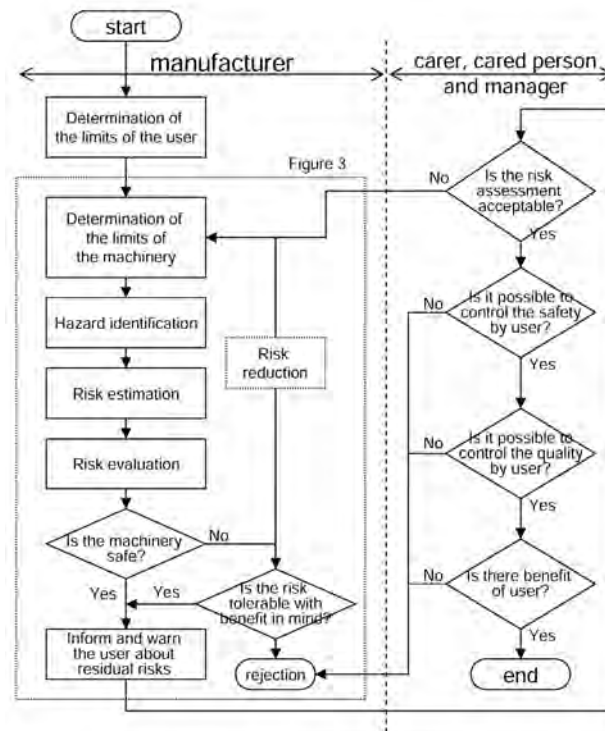 start
manufacturer
carer, cared person
and manager
Determination of
the limits of the user
Figure 3
Determination of
the limits of
the machinery
Hazard identification
Risk estimation
Risk evaluation
Risk
reduction
Is the machinery
safe?
No
Yes
Yes
Is the risk
tolerable with
benefit in mind?
Inform and warn
the user about
residual risks
rejection
No
Is the risk
assessment
acceptable?
Yes
No
Is it possible to
control the safety
by user?
Yes
No
Is it possible to
control the quality
by user?
Yes
No
Is there benefit
of user?
Yes
end